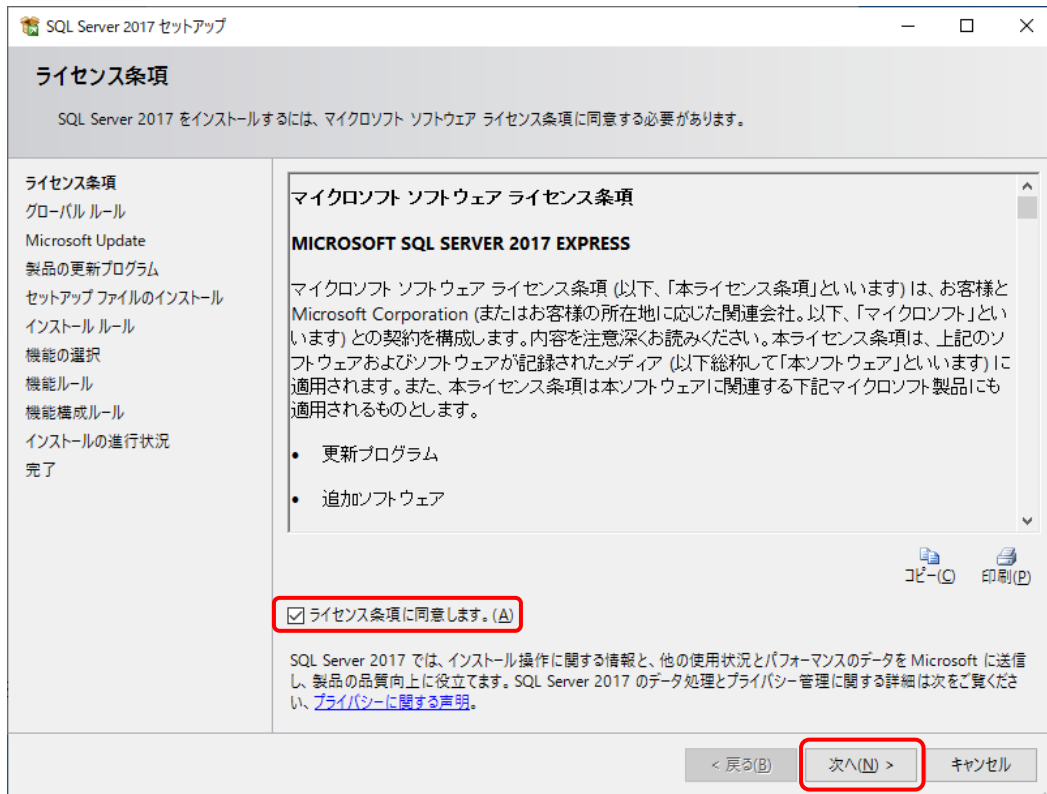 SQL Server 2017 セットアップ
ライセンス条項
SQL Server 2017 をインストールするには、マイクロソフト ソフトウェア ライセンス条項に同意する必要があります。
ライセンス条項
グローバル ルール
Microsoft Update
製品の更新プログラム
セットアップ ファイルのインストール
インストール ルール
機能の選択
機能ルール
機能構成ルール
インストールの進行状況
完了
マイクロソフト ソフトウェア ライセンス条項
MICROSOFT SQL SERVER 2017 EXPRESS
マイクロソフト ソフトウェア ライセンス条項 (以下、「本ライセンス条項」といいます) は、お客様と
Microsoft Corporation (またはお客様の所在地に応じた関連会社。以下、「マイクロソフト」とい
います) との契約を構成します。内容を注意深くお読みください。本ライセンス条項は、上記のソ
フトウェアおよびソフトウェアが記録されたメディア (以下総称して「本ソフトウェア」といいます) に
適用されます。また、本ライセンス条項は本ソフトウェアに関連する下記マイクロソフト製品にも
適用されるものとします。
• 更新プログラム
• 追加ソフトウェア
コピー(C) 印刷(P)
ライセンス条項に同意します。(A)
SQL Server 2017 では、インストール操作に関する情報と、他の使用状況とパフォーマンスのデータを Microsoft に送信
し、製品の品質向上に役立てます。SQL Server 2017 のデータ処理とプライバシー管理に関する詳細は次をご覧くださ
い、プライバシーに関する声明。
< 戻る(B) 次へ(N) > キャンセル